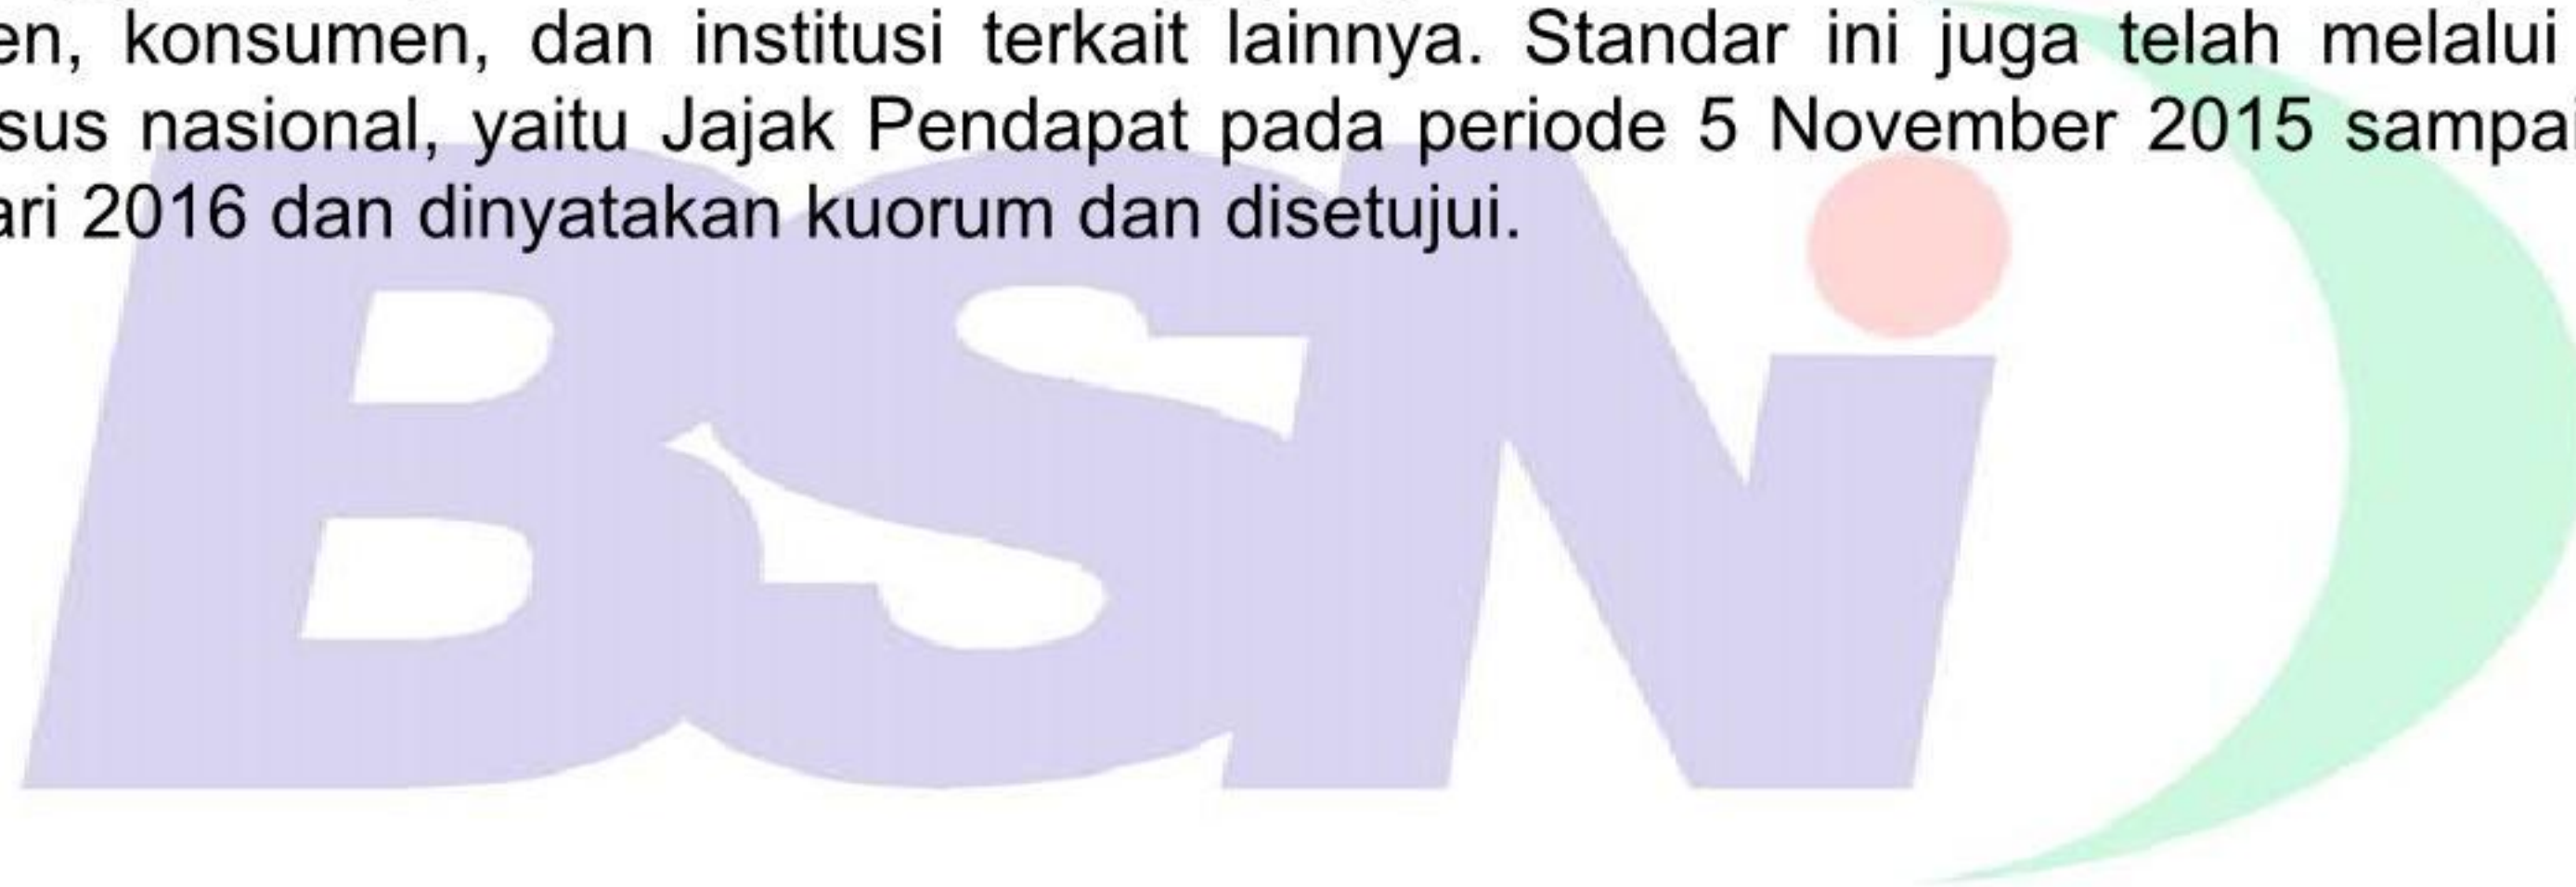 en, konsumen, dan institusi terkait lainnya. Standar ini juga telah melalui
sus nasional, yaitu Jajak Pendapat pada periode 5 November 2015 sampai
ari 2016 dan dinyatakan kuorum dan disetujui.
BSN